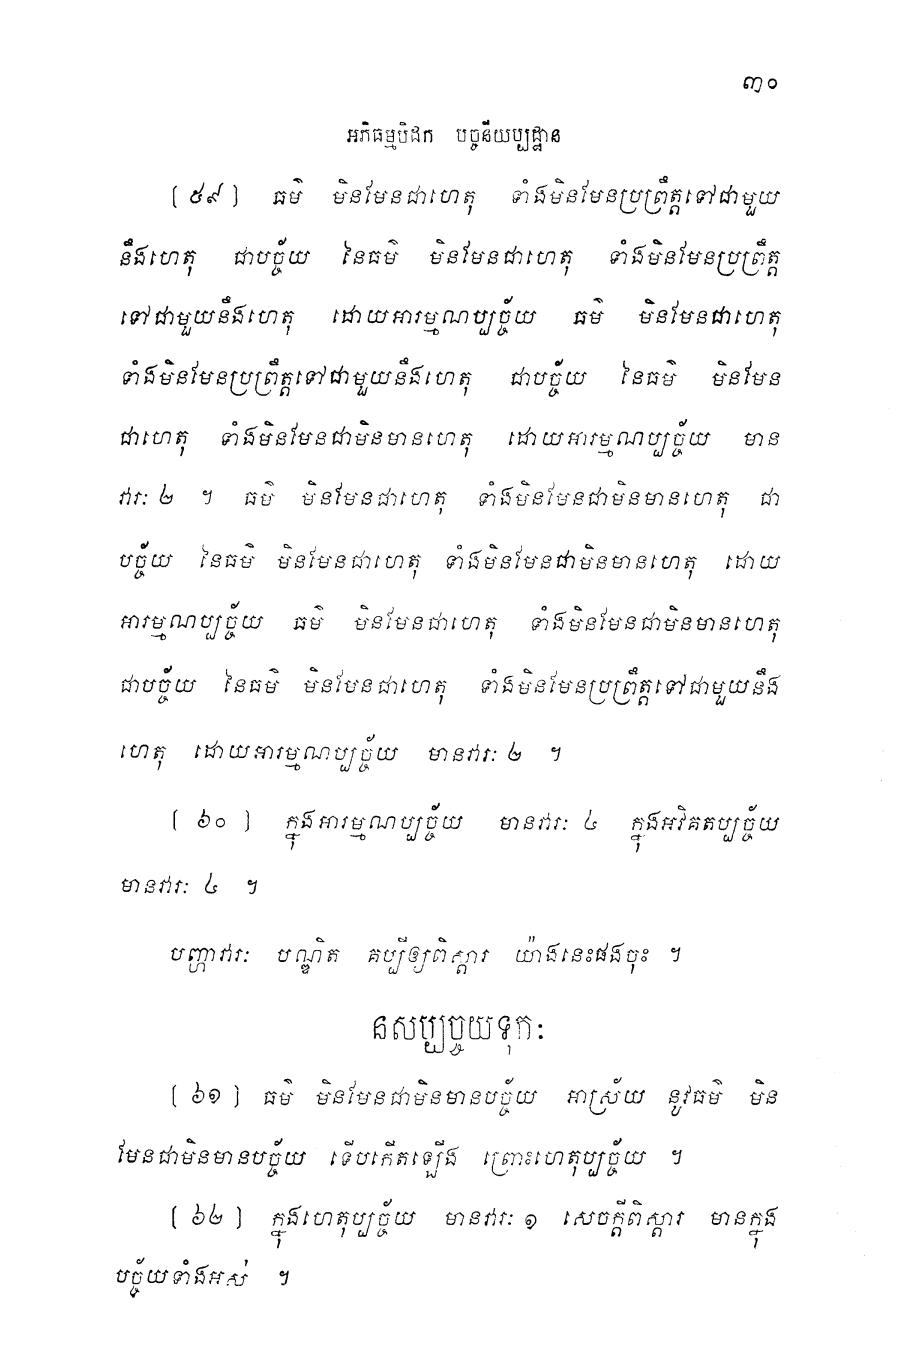 ៣០
អភិធម្មបិដក បច្ចនីយប្បដ្ឋាន
[ ៥៩ ] ធម៌ មិនមែនជាហេតុ ទាំងមិនមែនប្រព្រឹត្តទៅជាមួយ
នឹងហេតុ ជាបច្ច័យ នៃធម៌ មិនមែនជាហេតុ ទាំងមិនមែនប្រព្រឹត្ត
ទៅជាមួយនឹងហេតុ ដោយអារម្មណប្បច្ច័យ ធម៌ មិនមែនជាហេតុ
ទាំងមិនមែនប្រព្រឹត្តទៅជាមួយនឹងហេតុ ជាបច្ច័យ នៃធម៌ មិនមែន
ជាហេតុ ទាំងមិនមែនជាមិនមានហេតុ ដោយអារម្មណប្បច្ច័យ មាន
វារៈ ២ ។ ធម៌ មិនមែនជាហេតុ ទាំងមិនមែនជាមិនមានហេតុ ជា
បច្ច័យ នៃធម៌ មិនមែនជាហេតុ ទាំងមិនមែនជាមិនមានហេតុ ដោយ
អារម្មណប្បច្ច័យ ធម៌ មិនមែនជាហេតុ ទាំងមិនមែនជាមិនមានហេតុ
ជាបច្ច័យ នៃធម៌ មិនមែនជាហេតុ ទាំងមិនមែនប្រព្រឹត្តទៅជាមួយនឹង
ហេតុ ដោយអារម្មណប្បច្ច័យ មានវារៈ ២ ។
[ ៦០ ] ក្នុងអារម្មណប្បច្ច័យ មានវារៈ ៤ ក្នុងអវិគតប្បច្ច័យ
មានវារៈ ៤ ។
បញ្ហាវារៈ បណ្ឌិត គប្បីឲ្យពិស្តារ យ៉ាងនេះផងចុះ ។
នសប្បច្ចយទុកៈ
[ ៦១ ] ធម៌ មិនមែនជាមិនមានបច្ច័យ អាស្រ័យ នូវធម៌ មិន
មែនជាមិនមានបច្ច័យ ទើបកើតឡើង ព្រោះហេតុប្បច្ច័យ ។
[ ៦២ ] ក្នុងហេតុប្បច្ច័យ មានវារៈ ១ សេចក្តីពិស្តារ មានក្នុង
បច្ច័យទាំងអស់ ។